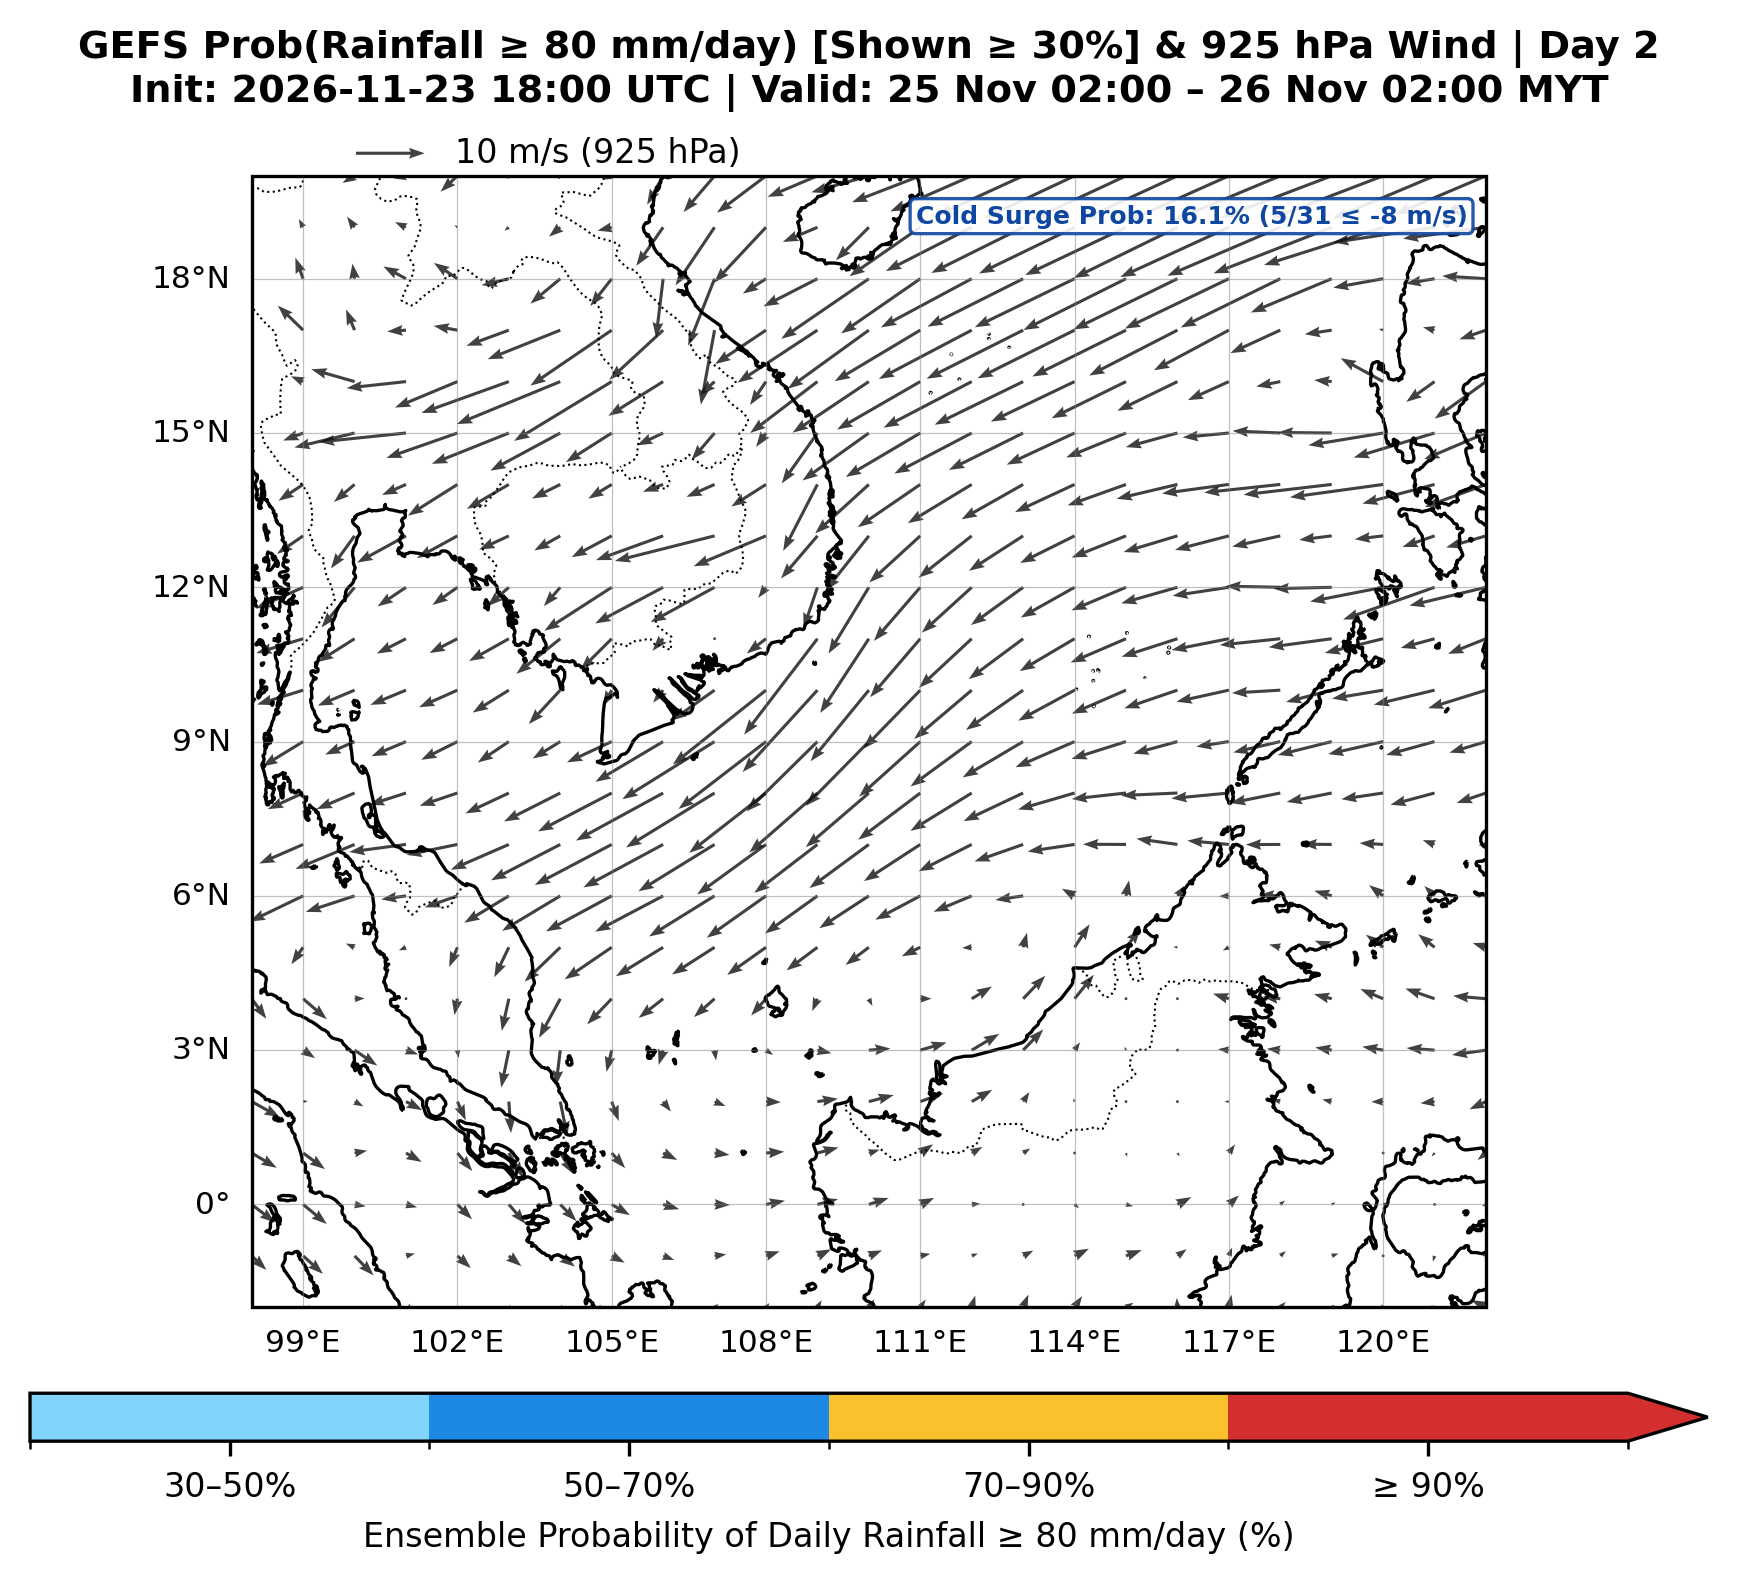 GEFS Prob(Rainfall ≥ 80 mm/day) [Shown ≥ 30%] & 925 hPa Wind | Day 2
Init: 2026-11-23 18:00 UTC | Valid: 25 Nov 02:00 – 26 Nov 02:00 MYT
10 m/s (925 hPa)
Cold Surge Prob: 16.1% (5/31 ≤ -8 m/s)
18°N
15°N
12°N
9°N
6°N
3°N
0°
99°E 102°E 105°E 108°E 111°E 114°E 117°E 120°E
30–50% 50–70% 70–90% ≥ 90%
Ensemble Probability of Daily Rainfall ≥ 80 mm/day (%)